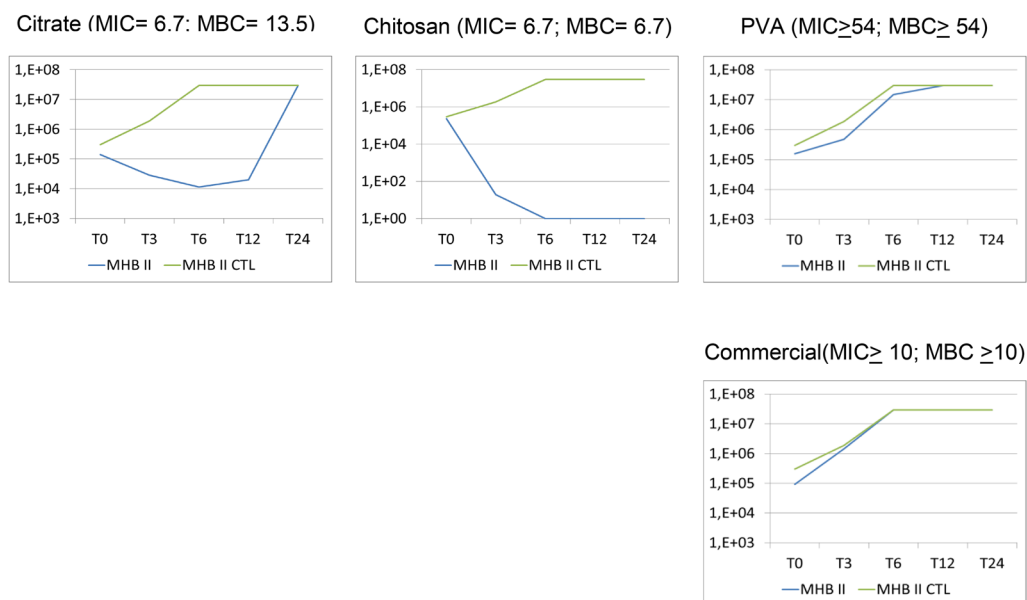 Citrate (MIC= 6.7: MBC= 13.5)
1,E+08
1,E+07
1,E+06
1,E+05
1,E+04
1,E+03
T0 T3 T6 T12 T24
MHB II MHB II CTL
Chitosan (MIC= 6.7; MBC= 6.7)
1,E+08
1,E+06
1,E+04
1,E+02
1,E+00
T0 T3 T6 T12 T24
MHB II MHB II CTL
PVA (MIC≥54; MBC≥ 54)
1,E+08
1,E+07
1,E+06
1,E+05
1,E+04
1,E+03
T0 T3 T6 T12 T24
MHB II MHB II CTL
Commercial(MIC≥ 10; MBC ≥10)
1,E+08
1,E+07
1,E+06
1,E+05
1,E+04
1,E+03
T0 T3 T6 T12 T24
MHB II MHB II CTL